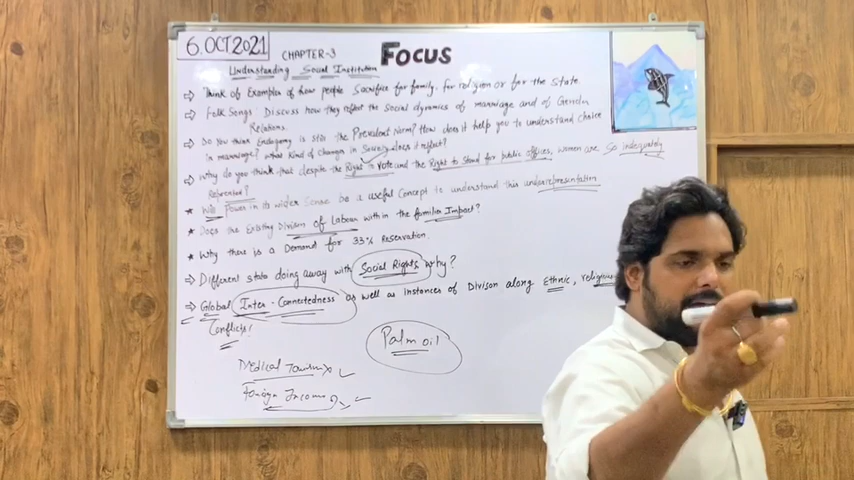 6.OCT2021
CHAPTER-3
FOCUS
Understanding Social Institution
⇒ Think of Examples of how people Sacrifice for family. For religion or for the State
⇒ Folk Songs: Discuss how they reflect the social dynamics of marriage and of Gender
Relations.
⇒ Do you think Endogamy is still the Prevalent Norm? How does it help you to understand choice
in marriage? What kind of changes in Society does it reflect?
⇒ Why do you think that despite the Right to vote and the Right to Stand for public offices, women are so
* Will Power in its wider Sense be a useful Concept to understand this underrepresentation
* Does the Existing Division of Labour within the Impact?
* Why there is a Demand for 33% Reservation.
⇒ Different states doing away with Social Rights why?
⇒ Global Inter-Connectedness as well as instances of Divison along Ethnic, religious
Conflicts!
Palm oil
Medical Tourism
Foreign Income